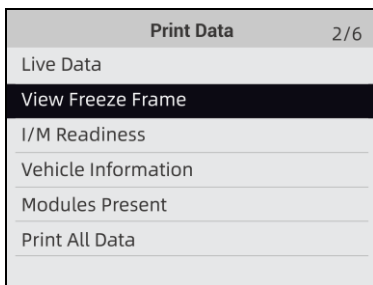 Print Data 2/6
Live Data
View Freeze Frame
I/M Readiness
Vehicle Information
Modules Present
Print All Data